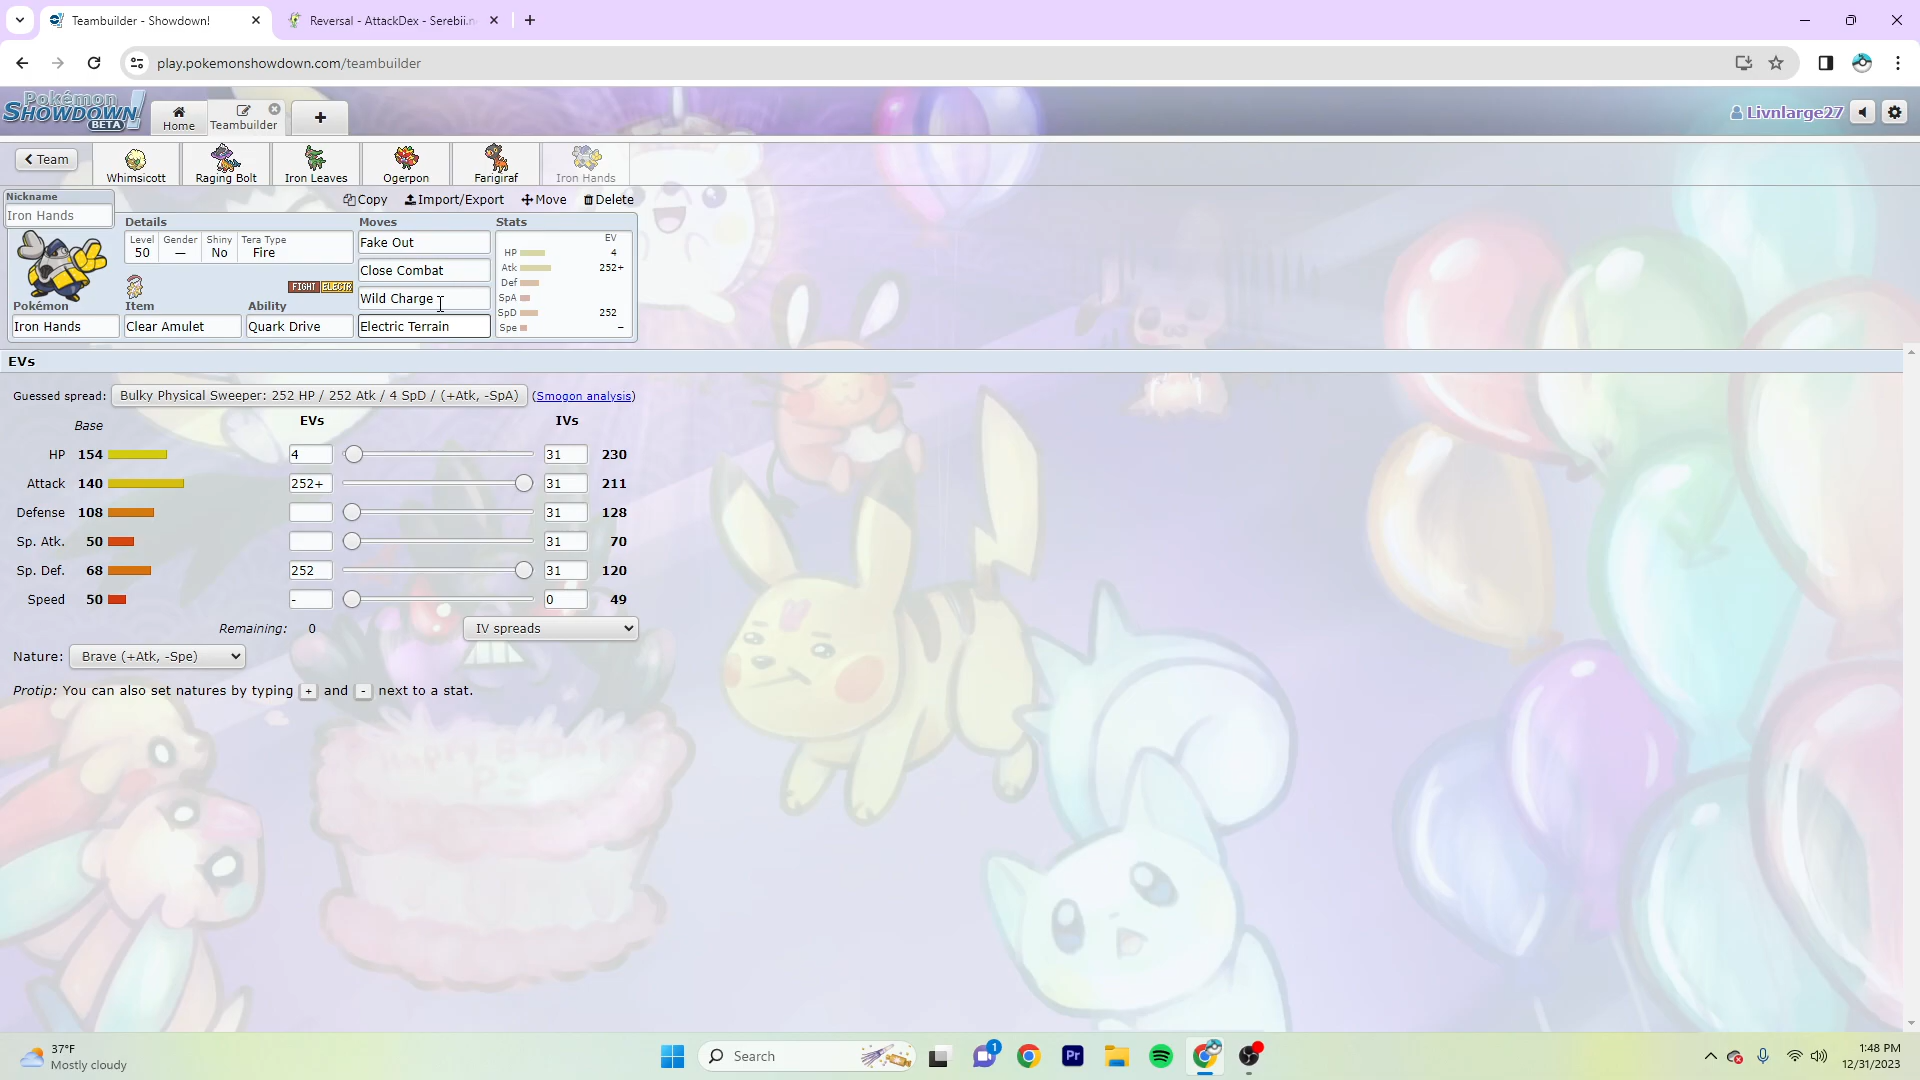 Teambuilder - Showdown!
Reversal - AttackDex - Serebii.n
play.pokemonshowdown.com/teambuilder
Pokémon
SHOWDOWN!
BETA
Home
Teambuilder
+
Livnlarge27
Team
Whimsicott
Raging Bolt
Iron Leaves
Ogerpon
Farigiraf
Iron Hands
Nickname
Iron Hands
Copy
Import/Export
Move
Delete
Details
Moves
Stats
Level
50
Gender
—
Shiny
No
Tera Type
Fire
Fake Out
Close Combat
Wild Charge
Electric Terrain
EV
HP 4
Atk 252+
Def
SpA
SpD 252
Spe –
FIGHT ELECTR
Pokémon
Item
Ability
Iron Hands
Clear Amulet
Quark Drive
EVs
Guessed spread: Bulky Physical Sweeper: 252 HP / 252 Atk / 4 SpD / (+Atk, -SpA) (Smogon analysis)
Base EVs IVs
HP 154 4 31 230
Attack 140 252+ 31 211
Defense 108 31 128
Sp. Atk. 50 31 70
Sp. Def. 68 252 31 120
Speed 50 - 0 49
Remaining: 0
IV spreads
Nature: Brave (+Atk, -Spe)
Protip: You can also set natures by typing + and - next to a stat.
37°F
Mostly cloudy
Search
1
Pr
1:48 PM
12/31/2023